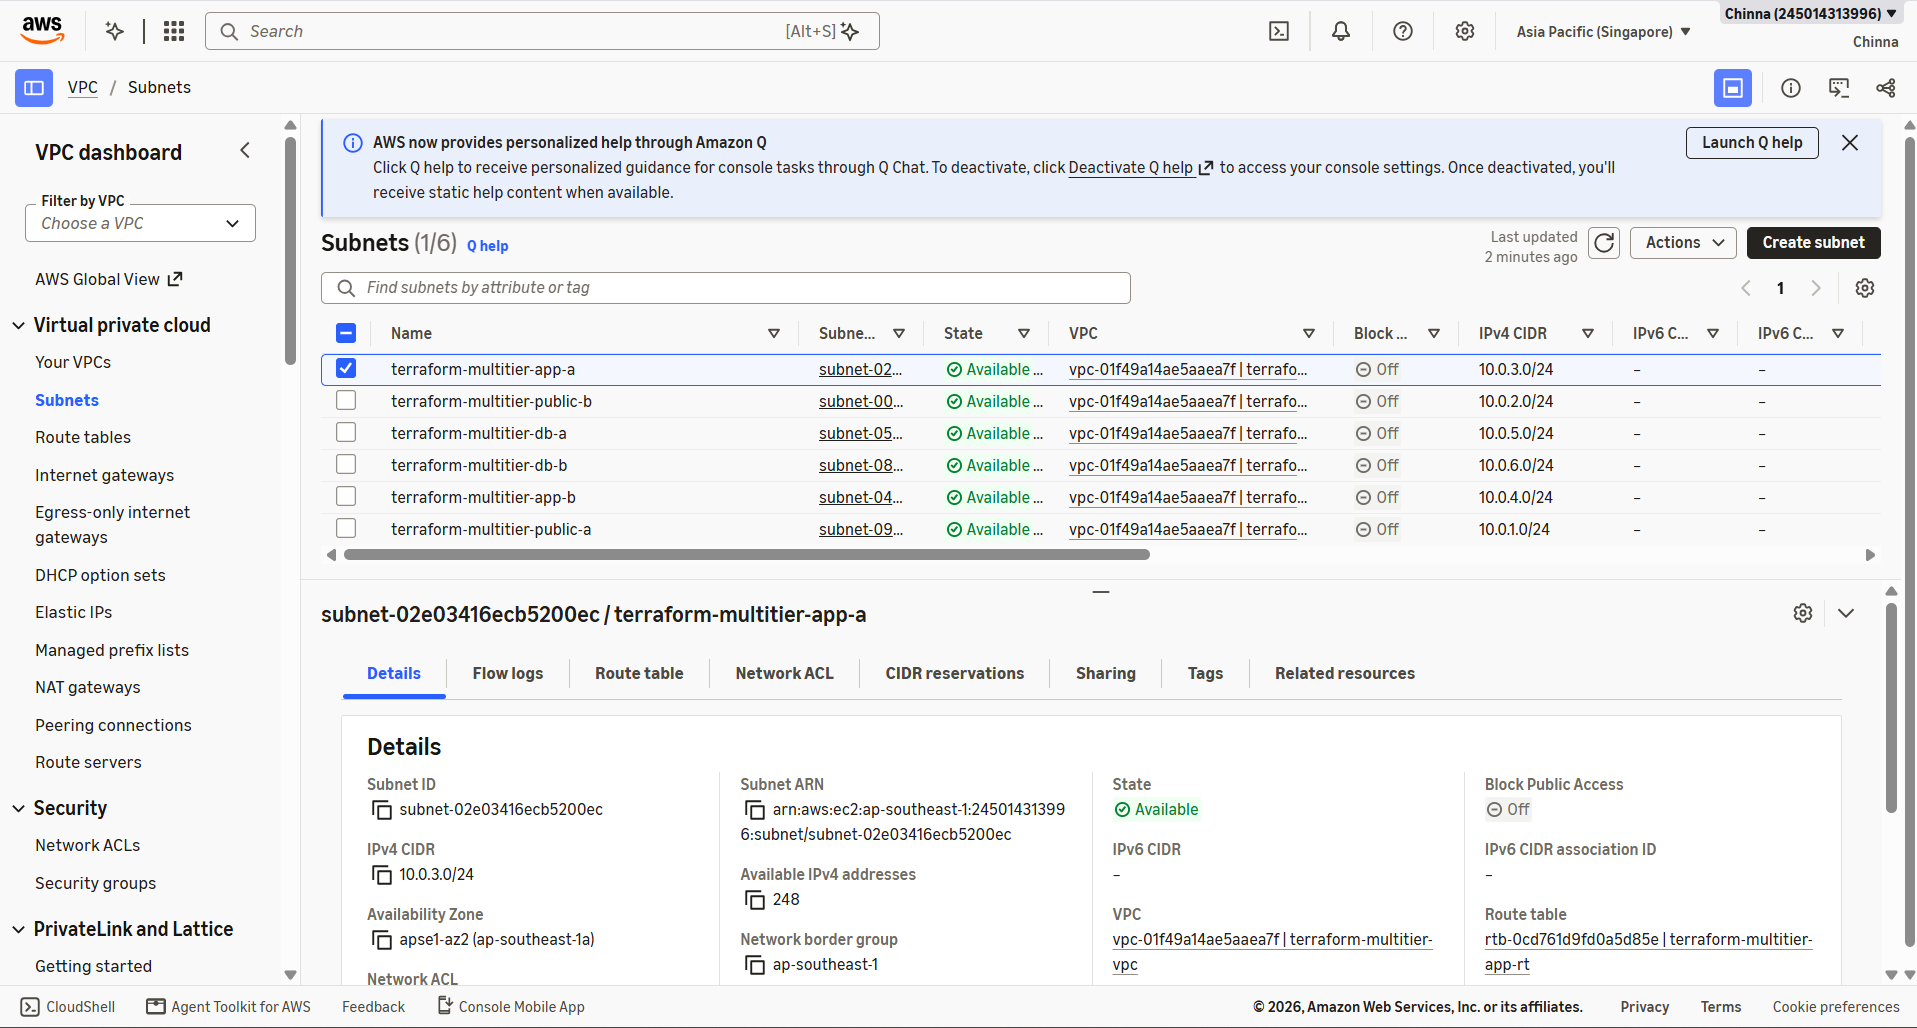 aws
Search
[Alt+S]
Asia Pacific (Singapore)
Chinna (245014313996)
Chinna
VPC / Subnets
VPC dashboard
Filter by VPC
Choose a VPC
AWS Global View
Virtual private cloud
Your VPCs
Subnets
Route tables
Internet gateways
Egress-only internet
gateways
DHCP option sets
Elastic IPs
Managed prefix lists
NAT gateways
Peering connections
Route servers
Security
Network ACLs
Security groups
PrivateLink and Lattice
Getting started
AWS now provides personalized help through Amazon Q
Click Q help to receive personalized guidance for console tasks through Q Chat. To deactivate, click Deactivate Q help to access your console settings. Once deactivated, you'll
receive static help content when available.
Launch Q help
Subnets (1/6) Q help
Last updated
2 minutes ago
Actions
Create subnet
Find subnets by attribute or tag
1
Name Subne... State VPC Block ... IPv4 CIDR IPv6 C... IPv6 C...
terraform-multitier-app-a subnet-02... Available ... vpc-01f49a14ae5aaea7f | terrafo... Off 10.0.3.0/24 – –
terraform-multitier-public-b subnet-00... Available ... vpc-01f49a14ae5aaea7f | terrafo... Off 10.0.2.0/24 – –
terraform-multitier-db-a subnet-05... Available ... vpc-01f49a14ae5aaea7f | terrafo... Off 10.0.5.0/24 – –
terraform-multitier-db-b subnet-08... Available ... vpc-01f49a14ae5aaea7f | terrafo... Off 10.0.6.0/24 – –
terraform-multitier-app-b subnet-04... Available ... vpc-01f49a14ae5aaea7f | terrafo... Off 10.0.4.0/24 – –
terraform-multitier-public-a subnet-09... Available ... vpc-01f49a14ae5aaea7f | terrafo... Off 10.0.1.0/24 – –
subnet-02e03416ecb5200ec / terraform-multitier-app-a
Details Flow logs Route table Network ACL CIDR reservations Sharing Tags Related resources
Details
Subnet ID
subnet-02e03416ecb5200ec
IPv4 CIDR
10.0.3.0/24
Availability Zone
apse1-az2 (ap-southeast-1a)
Network ACL
Subnet ARN
arn:aws:ec2:ap-southeast-1:24501431399
6:subnet/subnet-02e03416ecb5200ec
Available IPv4 addresses
248
Network border group
ap-southeast-1
State
Available
IPv6 CIDR
–
VPC
vpc-01f49a14ae5aaea7f | terraform-multitier-
vpc
Block Public Access
Off
IPv6 CIDR association ID
–
Route table
rtb-0cd761d9fd0a5d85e | terraform-multitier-
app-rt
CloudShell Agent Toolkit for AWS Feedback Console Mobile App © 2026, Amazon Web Services, Inc. or its affiliates. Privacy Terms Cookie preferences